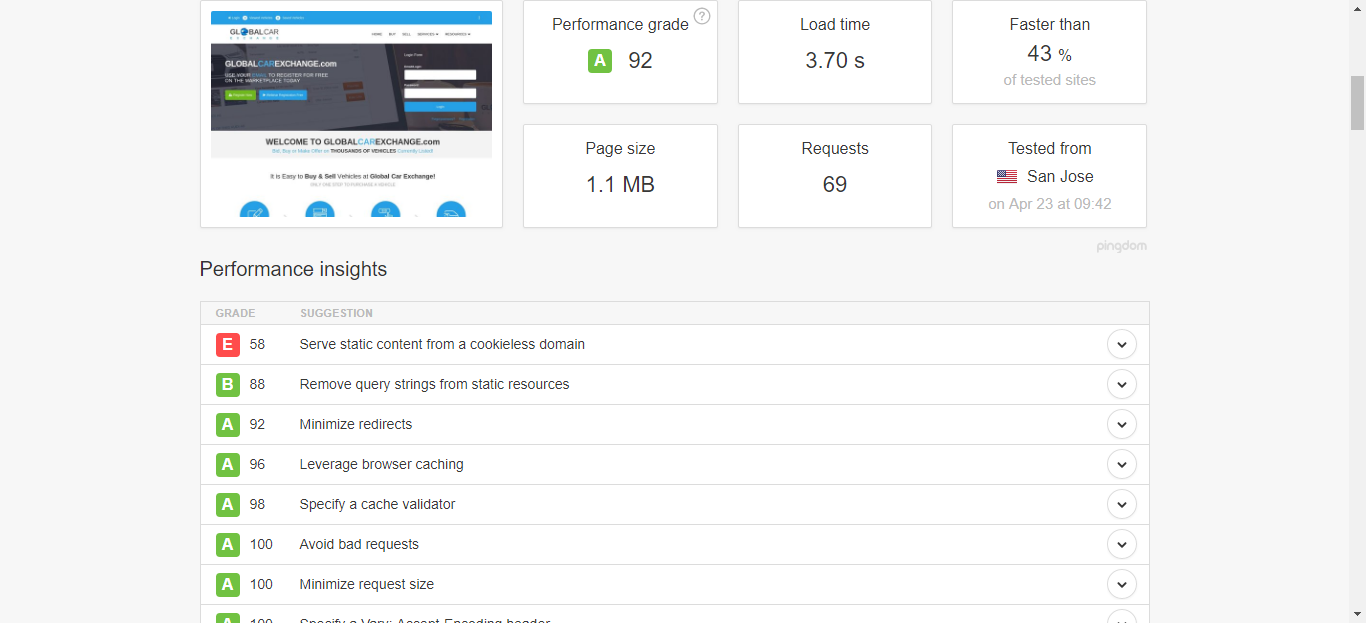 GLOBALCAR
EXCHANGE
HOME BUY SELL SERVICES RESOURCES
Login Form
GLOBALCAREXCHANGE.com
USE YOUR EMAIL TO REGISTER FOR FREE
ON THE MARKETPLACE TODAY
Login
WELCOME TO GLOBALCAREXCHANGE.com
Bid, Buy or Make Offer on THOUSANDS OF VEHICLES Currently Listed!
It is Easy to Buy & Sell Vehicles at Global Car Exchange!
ONLY ONE STEP TO PURCHASE A VEHICLE
Performance grade ?
A 92
Load time
3.70 s
Faster than
43 %
of tested sites
Page size
1.1 MB
Requests
69
Tested from
San Jose
on Apr 23 at 09:42
pingdom
Performance insights
GRADE SUGGESTION
E 58 Serve static content from a cookieless domain
B 88 Remove query strings from static resources
A 92 Minimize redirects
A 96 Leverage browser caching
A 98 Specify a cache validator
A 100 Avoid bad requests
A 100 Minimize request size
A 100 Specify a Vary: Accept-Encoding header